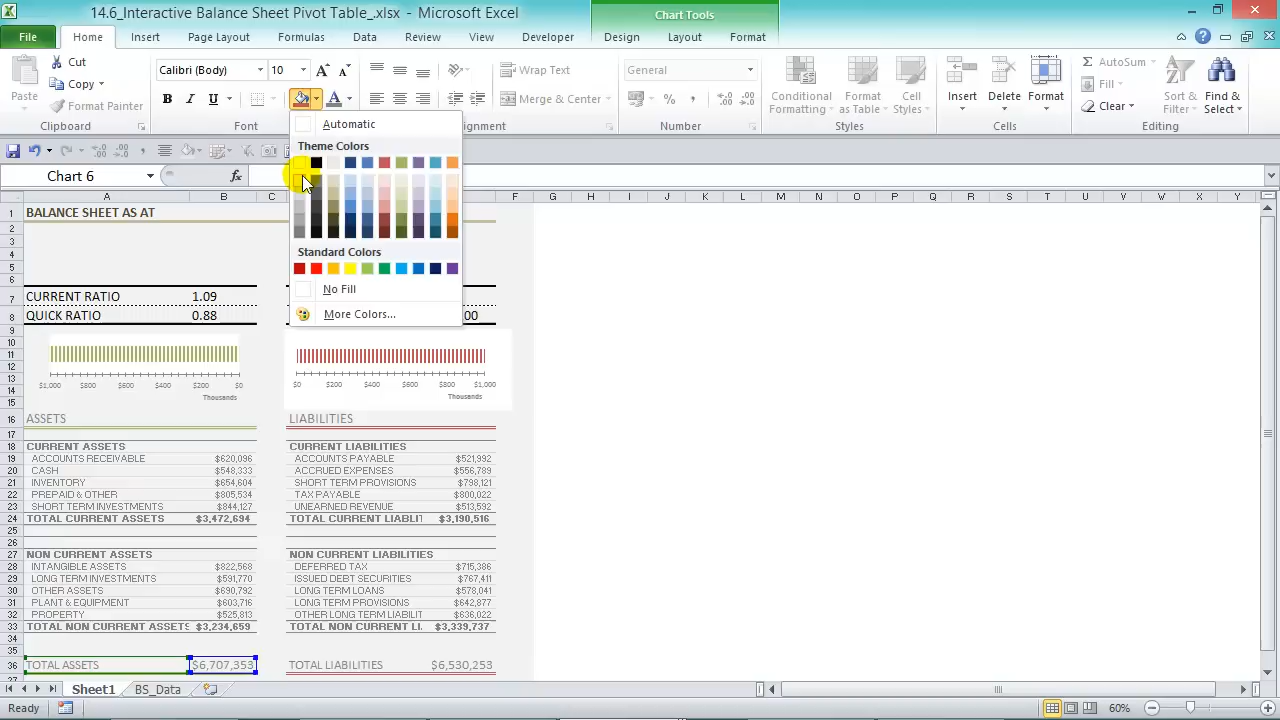 14.6_Interactive Balance Sheet Pivot Table_.xlsx - Microsoft Excel
Chart Tools
File Home Insert Page Layout Formulas Data Review View Developer Design Layout Format
Cut
Copy
Format Painter
Paste
Clipboard
Calibri (Body) 10
Font
Wrap Text
Merge & Center
General
Number
Conditional Formatting
Format as Table
Cell Styles
Styles
Insert
Delete
Format
Cells
AutoSum
Fill
Clear
Sort & Filter
Find & Select
Editing
Automatic
Theme Colors
Standard Colors
No Fill
More Colors...
Chart 6
fx
A B C F G H I J K L M N O P Q R S T U V W X Y
BALANCE SHEET AS AT
CURRENT RATIO 1.09
QUICK RATIO 0.88
$1,000 $800 $600 $400 $200 $0
Thousands
$0 $200 $400 $600 $800 $1,000
Thousands
ASSETS LIABILITIES
CURRENT ASSETS CURRENT LIABILITIES
ACCOUNTS RECEIVABLE $620,096 ACCOUNTS PAYABLE $521,992
CASH $548,333 ACCRUED EXPENSES $556,789
INVENTORY $654,604 SHORT TERM PROVISIONS $798,121
PREPAID & OTHER $805,534 TAX PAYABLE $800,022
SHORT TERM INVESTMENTS $844,127 UNEARNED REVENUE $513,592
TOTAL CURRENT ASSETS $3,472,694 TOTAL CURRENT LIABLIT $3,190,516
NON CURRENT ASSETS NON CURRENT LIABILITIES
INTANGIBLE ASSETS $822,568 DEFERRED TAX $715,386
LONG TERM INVESTMENTS $591,770 ISSUED DEBT SECURITIES $767,411
OTHER ASSETS $690,792 LONG TERM LOANS $578,041
PLANT & EQUIPMENT $603,716 LONG TERM PROVISIONS $642,877
PROPERTY $525,813 OTHER LONG TERM LIABILIT $636,022
TOTAL NON CURRENT ASSETS $3,234,659 TOTAL NON CURRENT LI. $3,339,737
TOTAL ASSETS $6,707,353 TOTAL LIABILITIES $6,530,253
Sheet1 BS_Data
Ready 60%